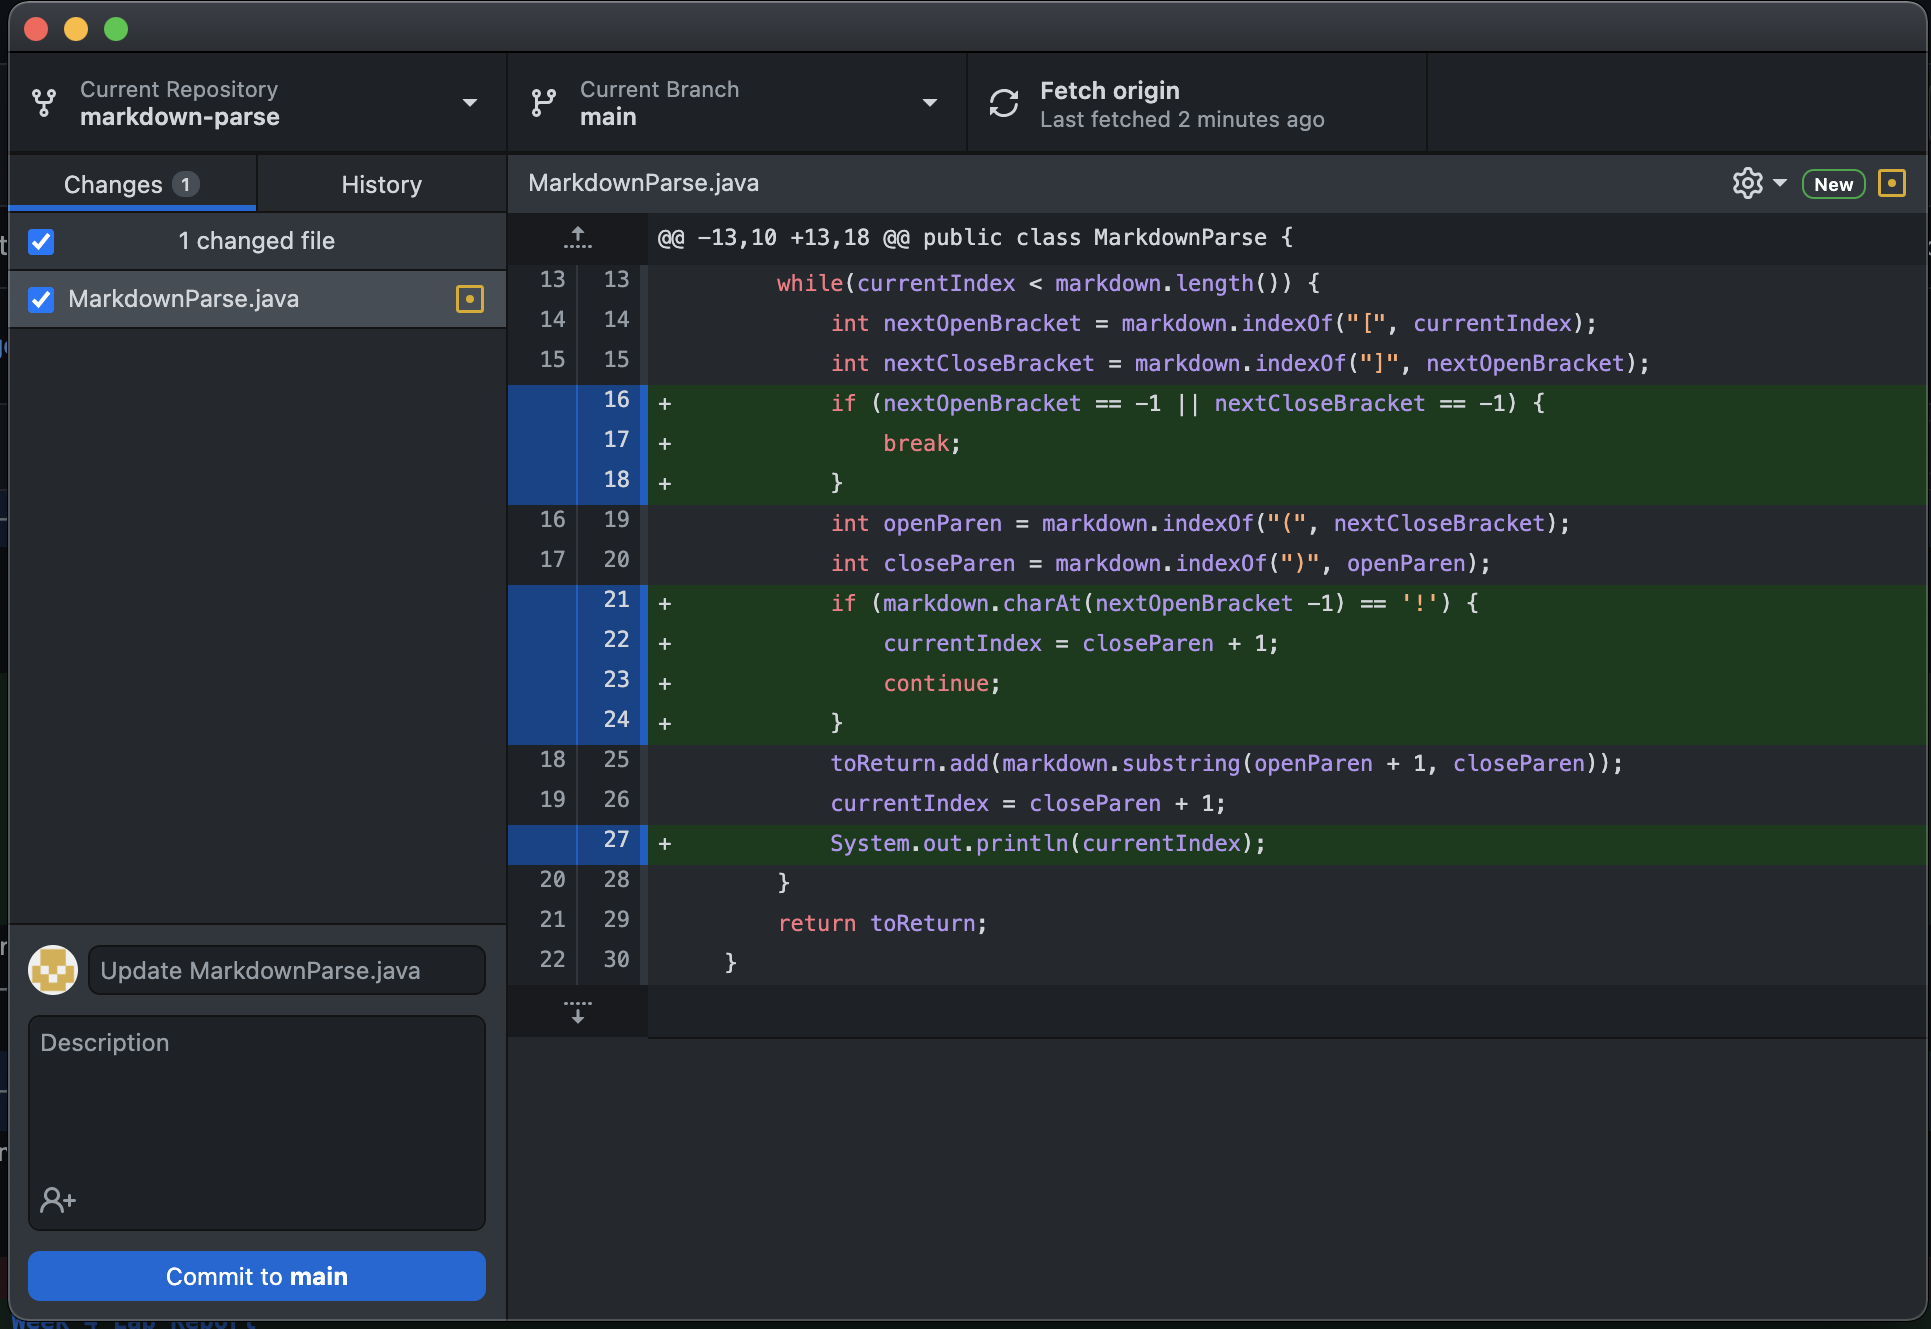 Current Repository
markdown-parse
Current Branch
main
Fetch origin
Last fetched 2 minutes ago
Changes 1
History
MarkdownParse.java
New
1 changed file
MarkdownParse.java
@@ -13,10 +13,18 @@ public class MarkdownParse {
13 13 while(currentIndex < markdown.length()) {
14 14 int nextOpenBracket = markdown.indexOf("[", currentIndex);
15 15 int nextCloseBracket = markdown.indexOf("]", nextOpenBracket);
16 + if (nextOpenBracket == -1 || nextCloseBracket == -1) {
17 + break;
18 + }
16 19 int openParen = markdown.indexOf("(", nextCloseBracket);
17 20 int closeParen = markdown.indexOf(")", openParen);
21 + if (markdown.charAt(nextOpenBracket -1) == '!') {
22 + currentIndex = closeParen + 1;
23 + continue;
24 + }
18 25 toReturn.add(markdown.substring(openParen + 1, closeParen));
19 26 currentIndex = closeParen + 1;
27 + System.out.println(currentIndex);
20 28 }
21 29 return toReturn;
22 30 }
Update MarkdownParse.java
Description
Commit to main
Week 4 Lab Report